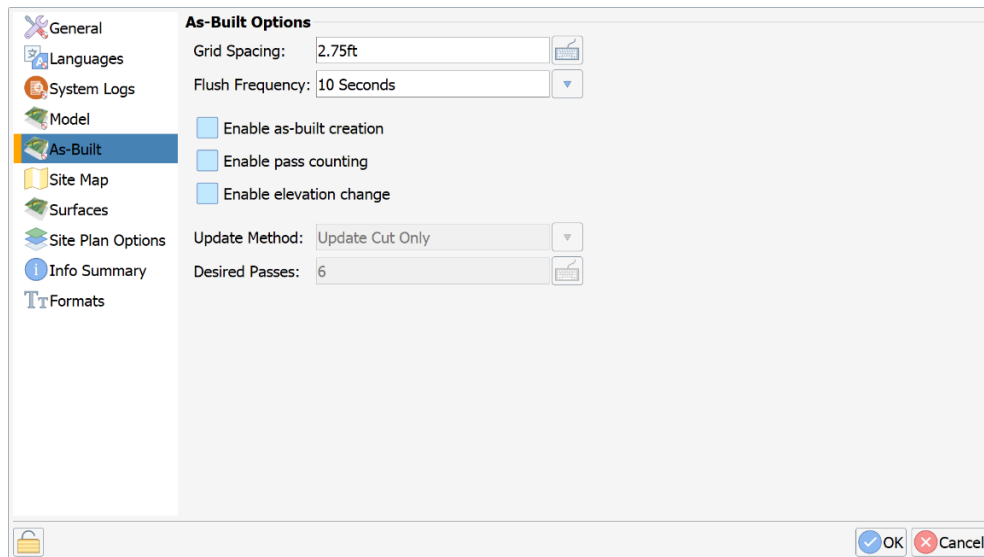 General
Languages
System Logs
Model
As-Built
Site Map
Surfaces
Site Plan Options
Info Summary
Formats
As-Built Options
Grid Spacing: 2.75ft
Flush Frequency: 10 Seconds
Enable as-built creation
Enable pass counting
Enable elevation change
Update Method: Update Cut Only
Desired Passes: 6
OK Cancel